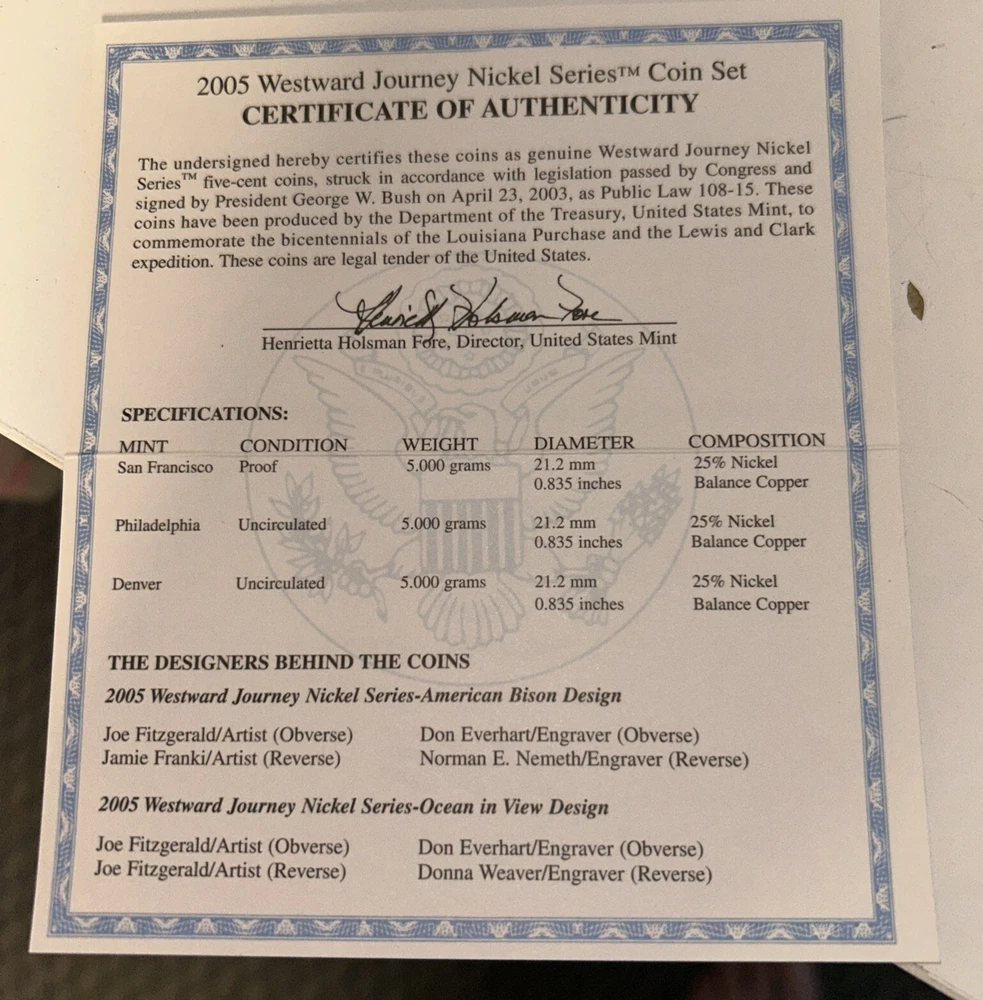 2005 Westward Journey Nickel Series™ Coin Set
CERTIFICATE OF AUTHENTICITY
The undersigned hereby certifies these coins as genuine Westward Journey Nickel
Series™ five-cent coins, struck in accordance with legislation passed by Congress and
signed by President George W. Bush on April 23, 2003, as Public Law 108-15. These
coins have been produced by the Department of the Treasury, United States Mint, to
commemorate the bicentennials of the Louisiana Purchase and the Lewis and Clark
expedition. These coins are legal tender of the United States.
Henrietta Holsman Fore
Henrietta Holsman Fore, Director, United States Mint
SPECIFICATIONS:
MINT CONDITION WEIGHT DIAMETER COMPOSITION
San Francisco Proof 5.000 grams 21.2 mm 25% Nickel
0.835 inches Balance Copper
Philadelphia Uncirculated 5.000 grams 21.2 mm 25% Nickel
0.835 inches Balance Copper
Denver Uncirculated 5.000 grams 21.2 mm 25% Nickel
0.835 inches Balance Copper
THE DESIGNERS BEHIND THE COINS
2005 Westward Journey Nickel Series-American Bison Design
Joe Fitzgerald/Artist (Obverse) Don Everhart/Engraver (Obverse)
Jamie Franki/Artist (Reverse) Norman E. Nemeth/Engraver (Reverse)
2005 Westward Journey Nickel Series-Ocean in View Design
Joe Fitzgerald/Artist (Obverse) Don Everhart/Engraver (Obverse)
Joe Fitzgerald/Artist (Reverse) Donna Weaver/Engraver (Reverse)